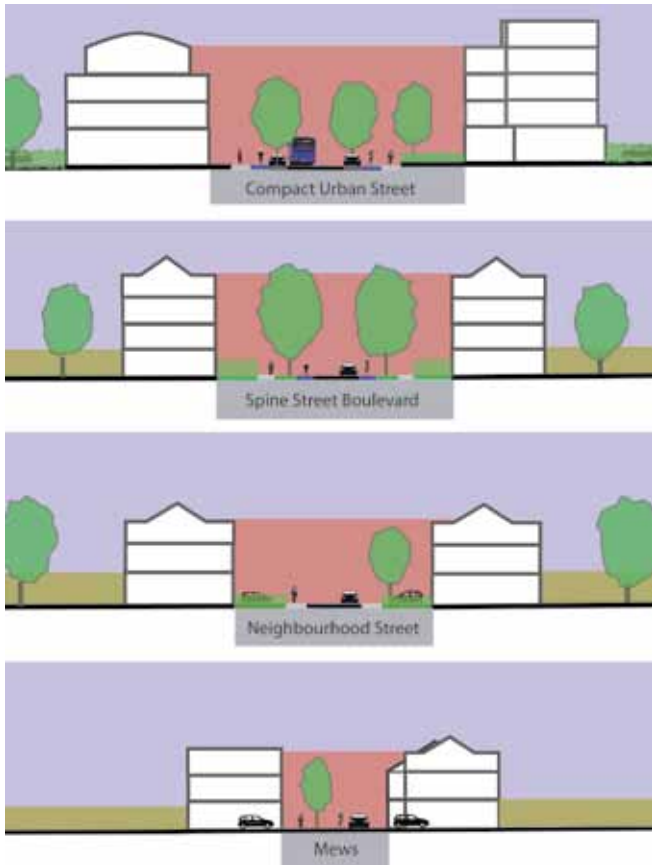 Compact Urban Street
Spine Street Boulevard
Neighbourhood Street
Mews